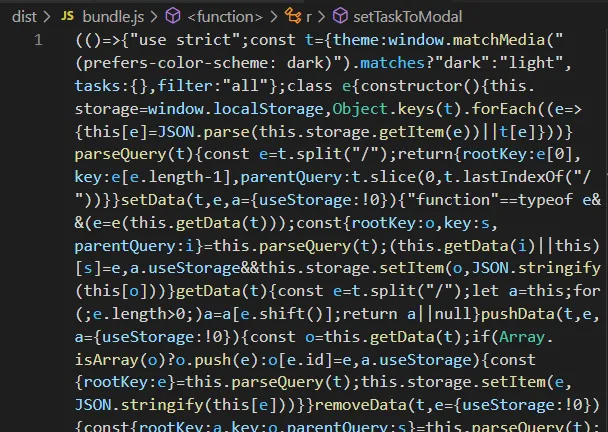 dist > JS bundle.js > <function> > r > setTaskToModal
1 (()=>{"use strict";const t={theme:window.matchMedia("
(prefers-color-scheme: dark)").matches?"dark":"light",
tasks:{},filter:"all"};class e{constructor(){this.
storage=window.localStorage,Object.keys(t).forEach((e=>
{this[e]=JSON.parse(this.storage.getItem(e))||t[e]}))}
parseQuery(t){const e=t.split("/");return{rootKey:e[0],
key:e[e.length-1],parentQuery:t.slice(0,t.lastIndexOf("/
"))}}setData(t,e,a={useStorage:!0}){"function"==typeof e&
&(e=e(this.getData(t)));const{rootKey:o,key:s,
parentQuery:i}=this.parseQuery(t);(this.getData(i)||this)
[s]=e,a.useStorage&&this.storage.setItem(o,JSON.stringify
(this[o]))}getData(t){const e=t.split("/");let a=this;for
(;e.length>0;)a=a[e.shift()];return a||null}pushData(t,e,
a={useStorage:!0}){const o=this.getData(t);if(Array.
isArray(o)?o.push(e):o[e.id]=e,a.useStorage){const
{rootKey:e}=this.parseQuery(t);this.storage.setItem(e,
JSON.stringify(this[e]))}}removeData(t,e={useStorage:!0})
{const{rootKey:a,key:o,parentQuery:s}=this.parseQuery(t);